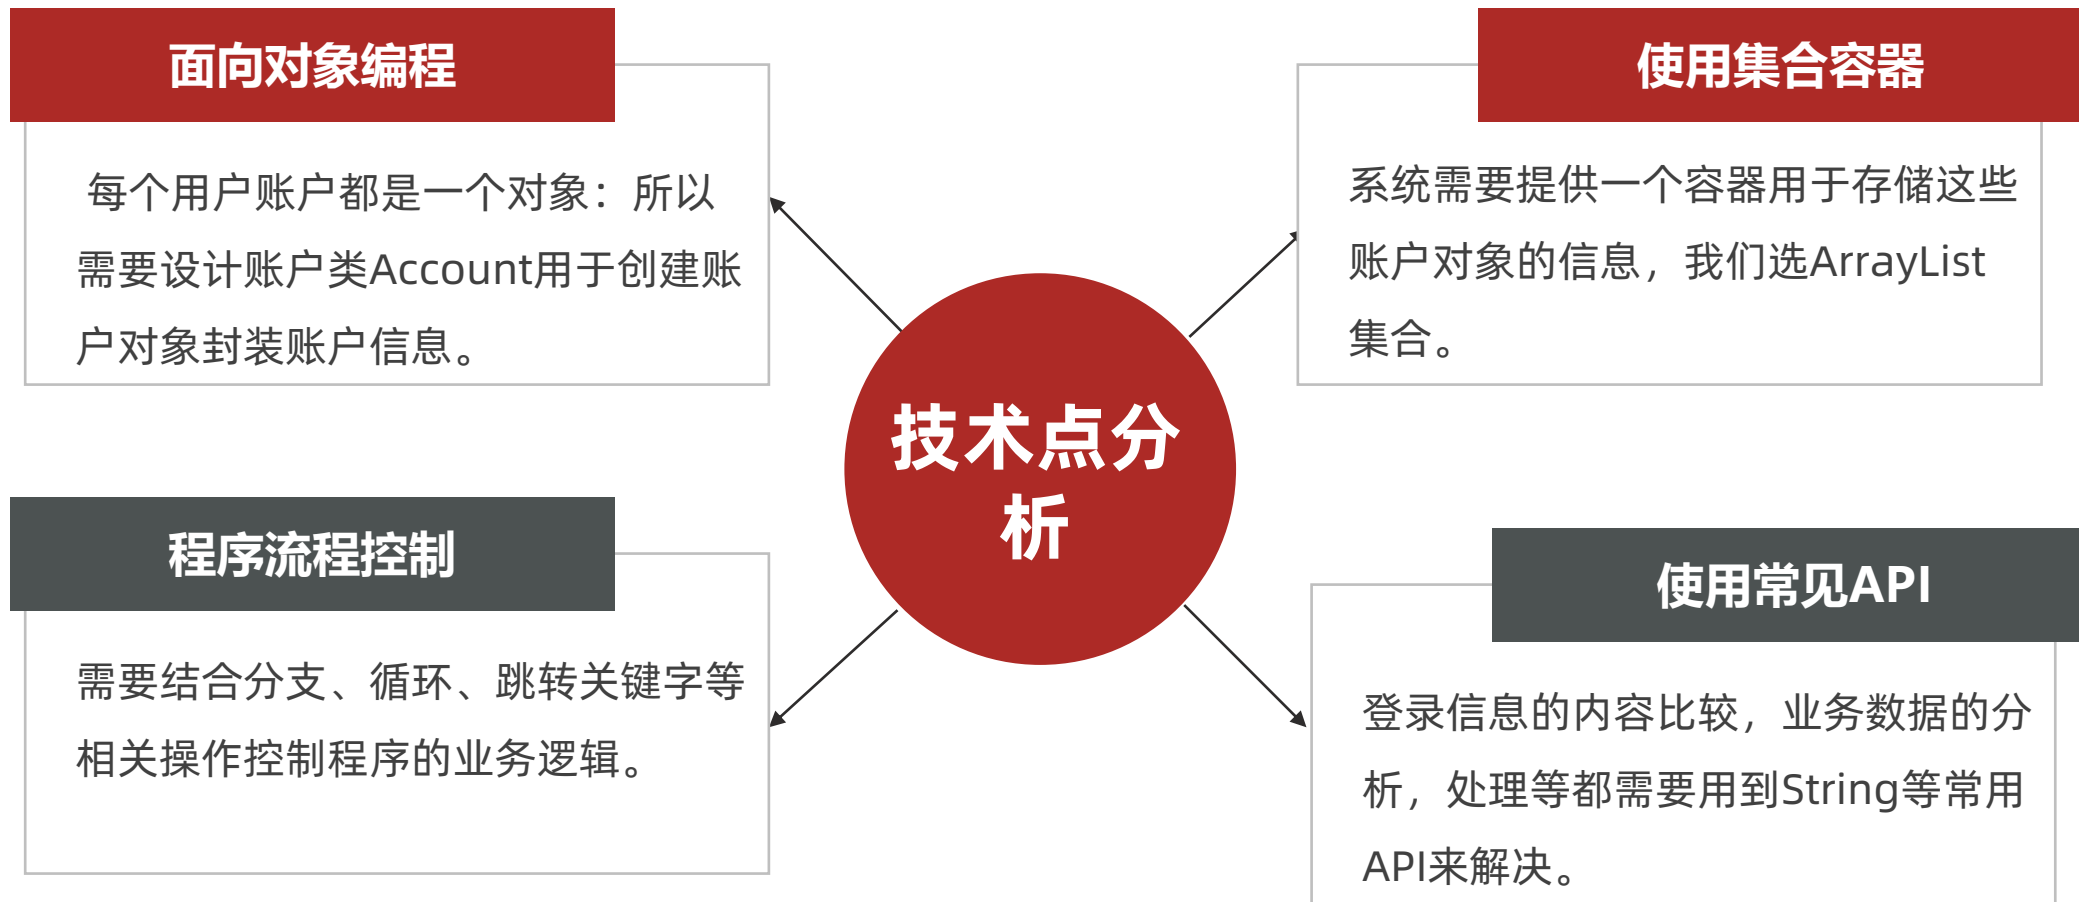 面向对象编程
每个用户账户都是一个对象：所以
需要设计账户类Account用于创建账
户对象封装账户信息。
使用集合容器
系统需要提供一个容器用于存储这些
账户对象的信息，我们选ArrayList
集合。
技术点分
析
程序流程控制
需要结合分支、循环、跳转关键字等
相关操作控制程序的业务逻辑。
使用常见API
登录信息的内容比较，业务数据的分
析，处理等都需要用到String等常用
API来解决。